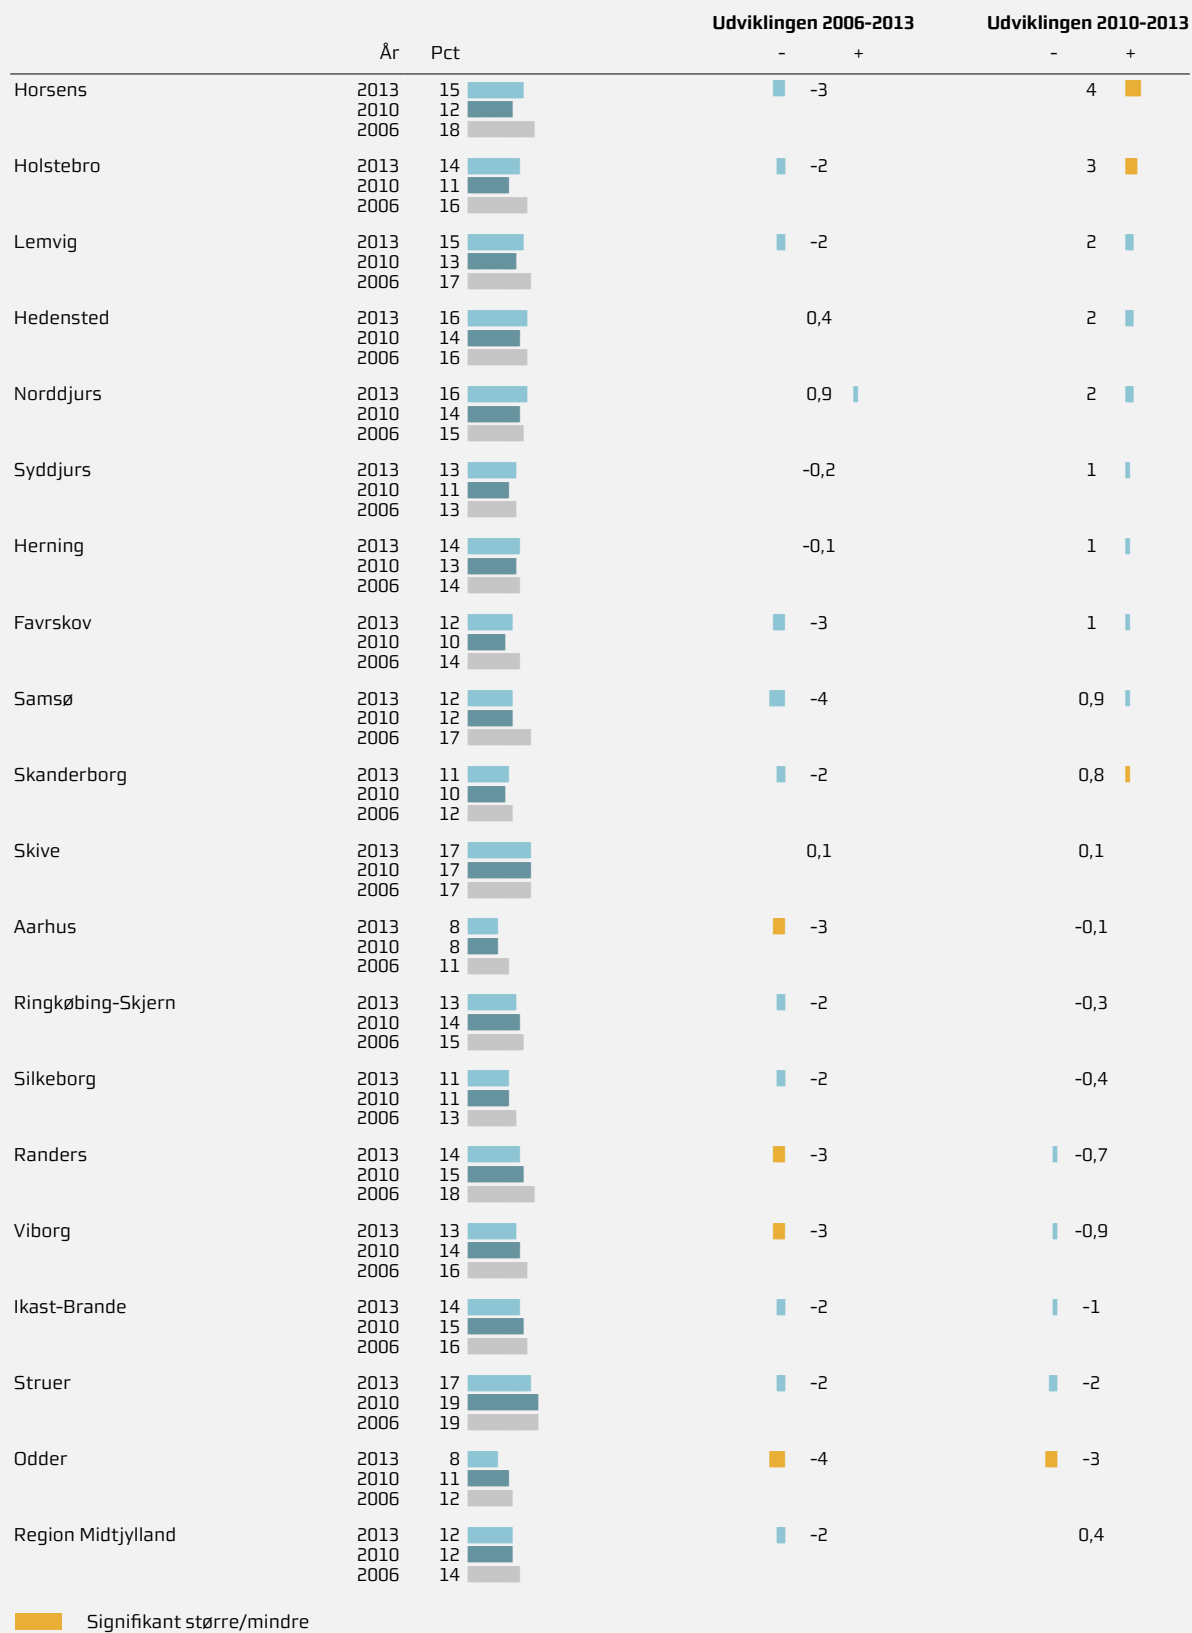 Udviklingen 2006-2013 Udviklingen 2010-2013
År Pct - + - +
Horsens 2013 15 -3 4
2010 12
2006 18
Holstebro 2013 14 -2 3
2010 11
2006 16
Lemvig 2013 15 -2 2
2010 13
2006 17
Hedensted 2013 16 0,4 2
2010 14
2006 16
Norddjurs 2013 16 0,9 2
2010 14
2006 15
Syddjurs 2013 13 -0,2 1
2010 11
2006 13
Herning 2013 14 -0,1 1
2010 13
2006 14
Favrskov 2013 12 -3 1
2010 10
2006 14
Samsø 2013 12 -4 0,9
2010 12
2006 17
Skanderborg 2013 11 -2 0,8
2010 10
2006 12
Skive 2013 17 0,1 0,1
2010 17
2006 17
Aarhus 2013 8 -3 -0,1
2010 8
2006 11
Ringkøbing-Skjern 2013 13 -2 -0,3
2010 14
2006 15
Silkeborg 2013 11 -2 -0,4
2010 11
2006 13
Randers 2013 14 -3 -0,7
2010 15
2006 18
Viborg 2013 13 -3 -0,9
2010 14
2006 16
Ikast-Brande 2013 14 -2 -1
2010 15
2006 16
Struer 2013 17 -2 -2
2010 19
2006 19
Odder 2013 8 -4 -3
2010 11
2006 12
Region Midtjylland 2013 12 -2 0,4
2010 12
2006 14
Signifikant større/mindre